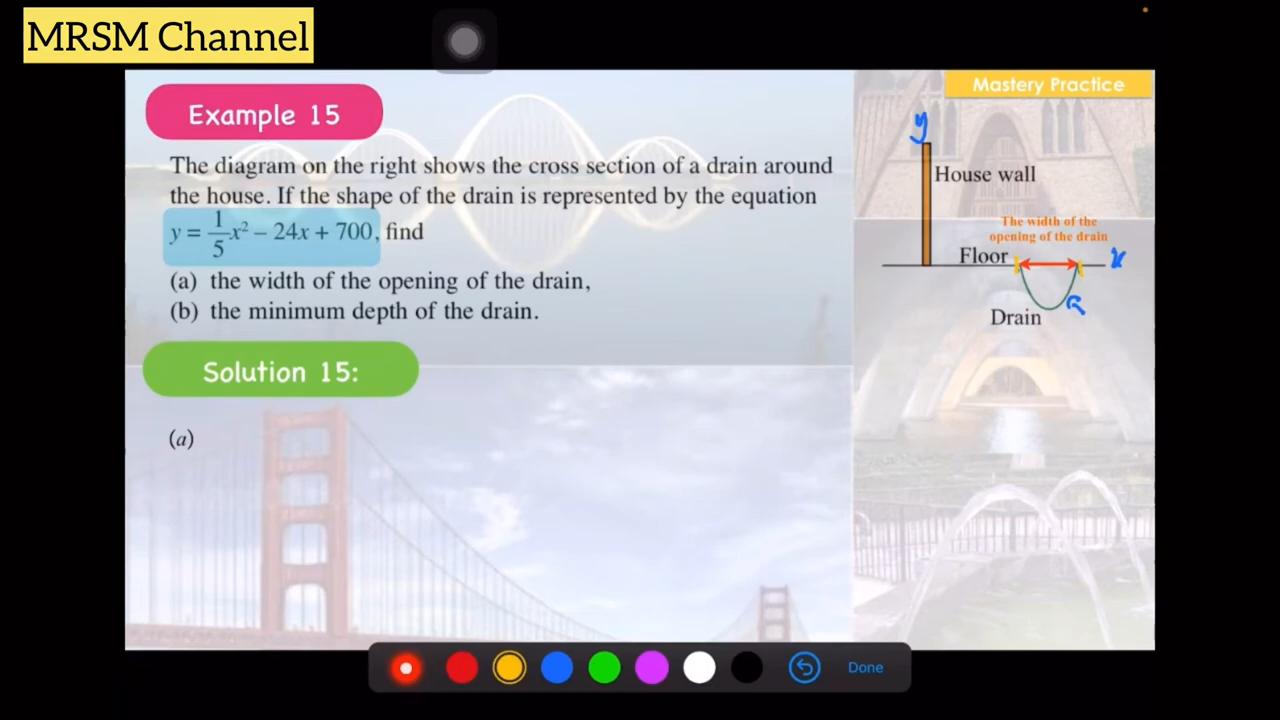 MRSM Channel
Mastery Practice
Example 15
The diagram on the right shows the cross section of a drain around
the house. If the shape of the drain is represented by the equation
y = 1/5 x² – 24x + 700, find
(a) the width of the opening of the drain,
(b) the minimum depth of the drain.
y
House wall
The width of the
opening of the drain
Floor
x
Drain
Solution 15:
(a)
Done